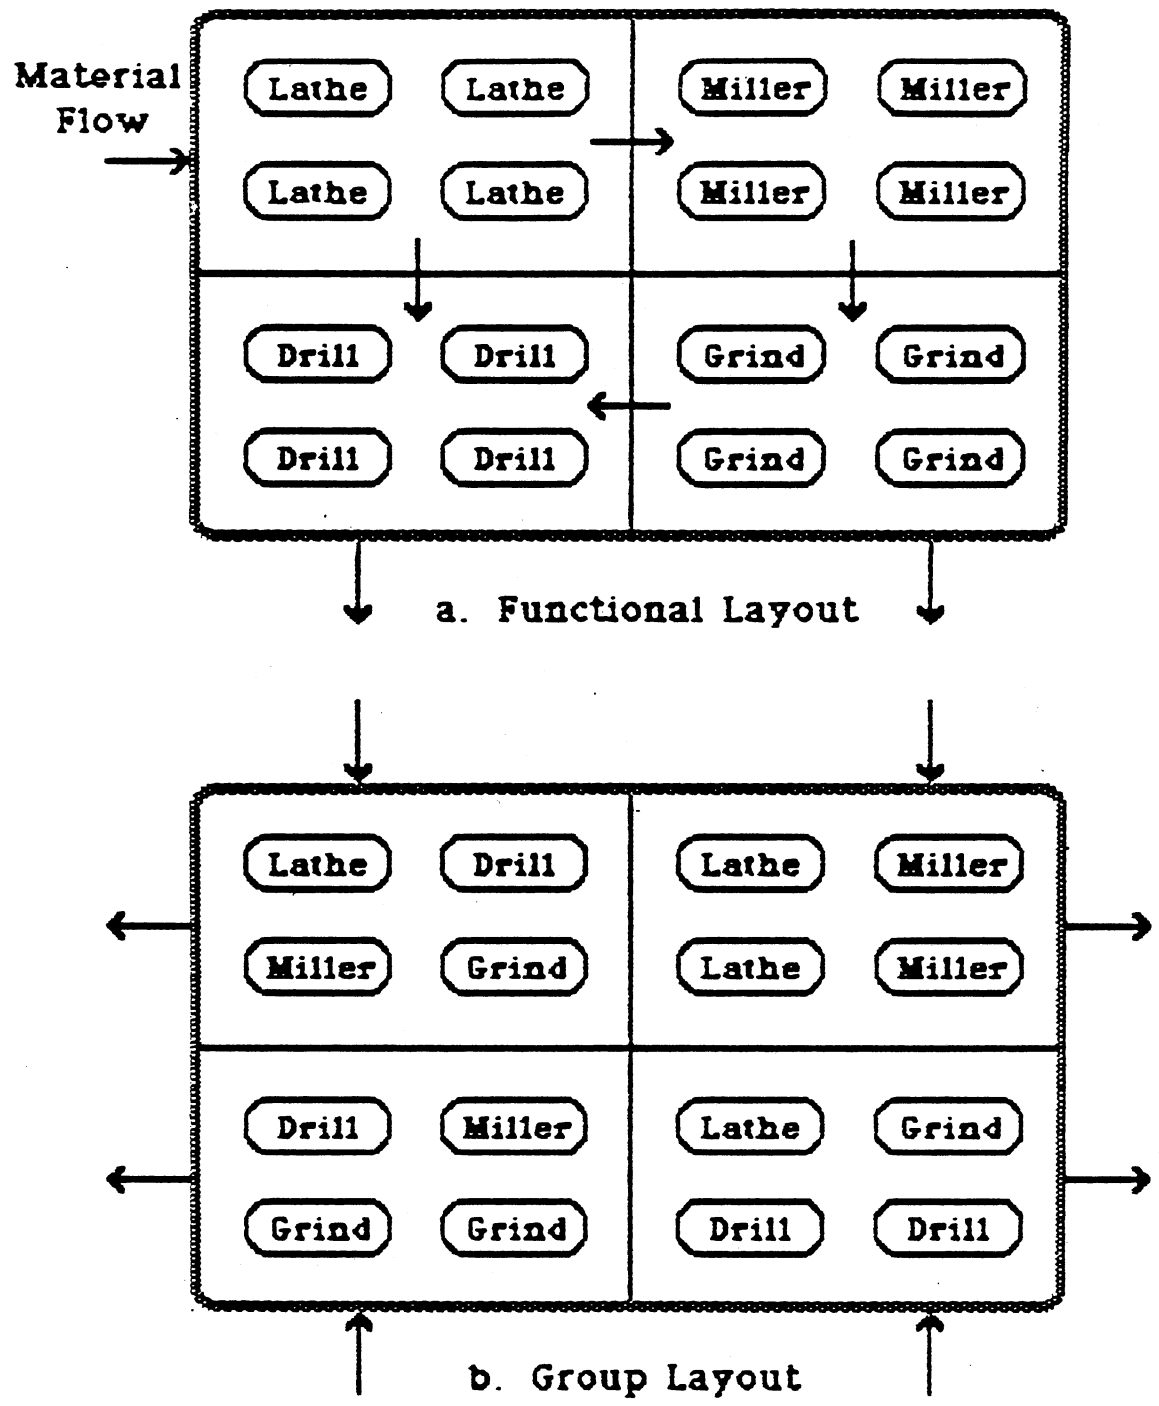 Material
Flow
Lathe Lathe Miller Miller
Lathe Lathe Miller Miller
Drill Drill Grind Grind
Drill Drill Grind Grind
a. Functional Layout
Lathe Drill Lathe Miller
Miller Grind Lathe Miller
Drill Miller Lathe Grind
Grind Grind Drill Drill
b. Group Layout